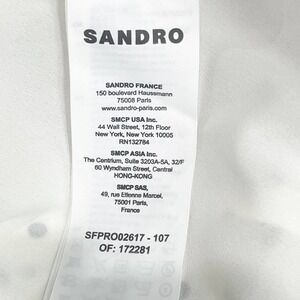 SANDRO
SANDRO FRANCE
150 boulevard Haussmann
75008 Paris
www.sandro-paris.com
SMCP USA Inc.
44 Wall Street, 12th Floor
New York, New York 10005
RN132784
SMCP ASIA Inc.
The Centrium, Suite 3203A-5A, 32/F
60 Wyndham Street, Central
HONG-KONG
SMCP SAS,
49, rue Etienne Marcel,
75001 Paris,
France
SFPRO02617 - 107
OF: 172281